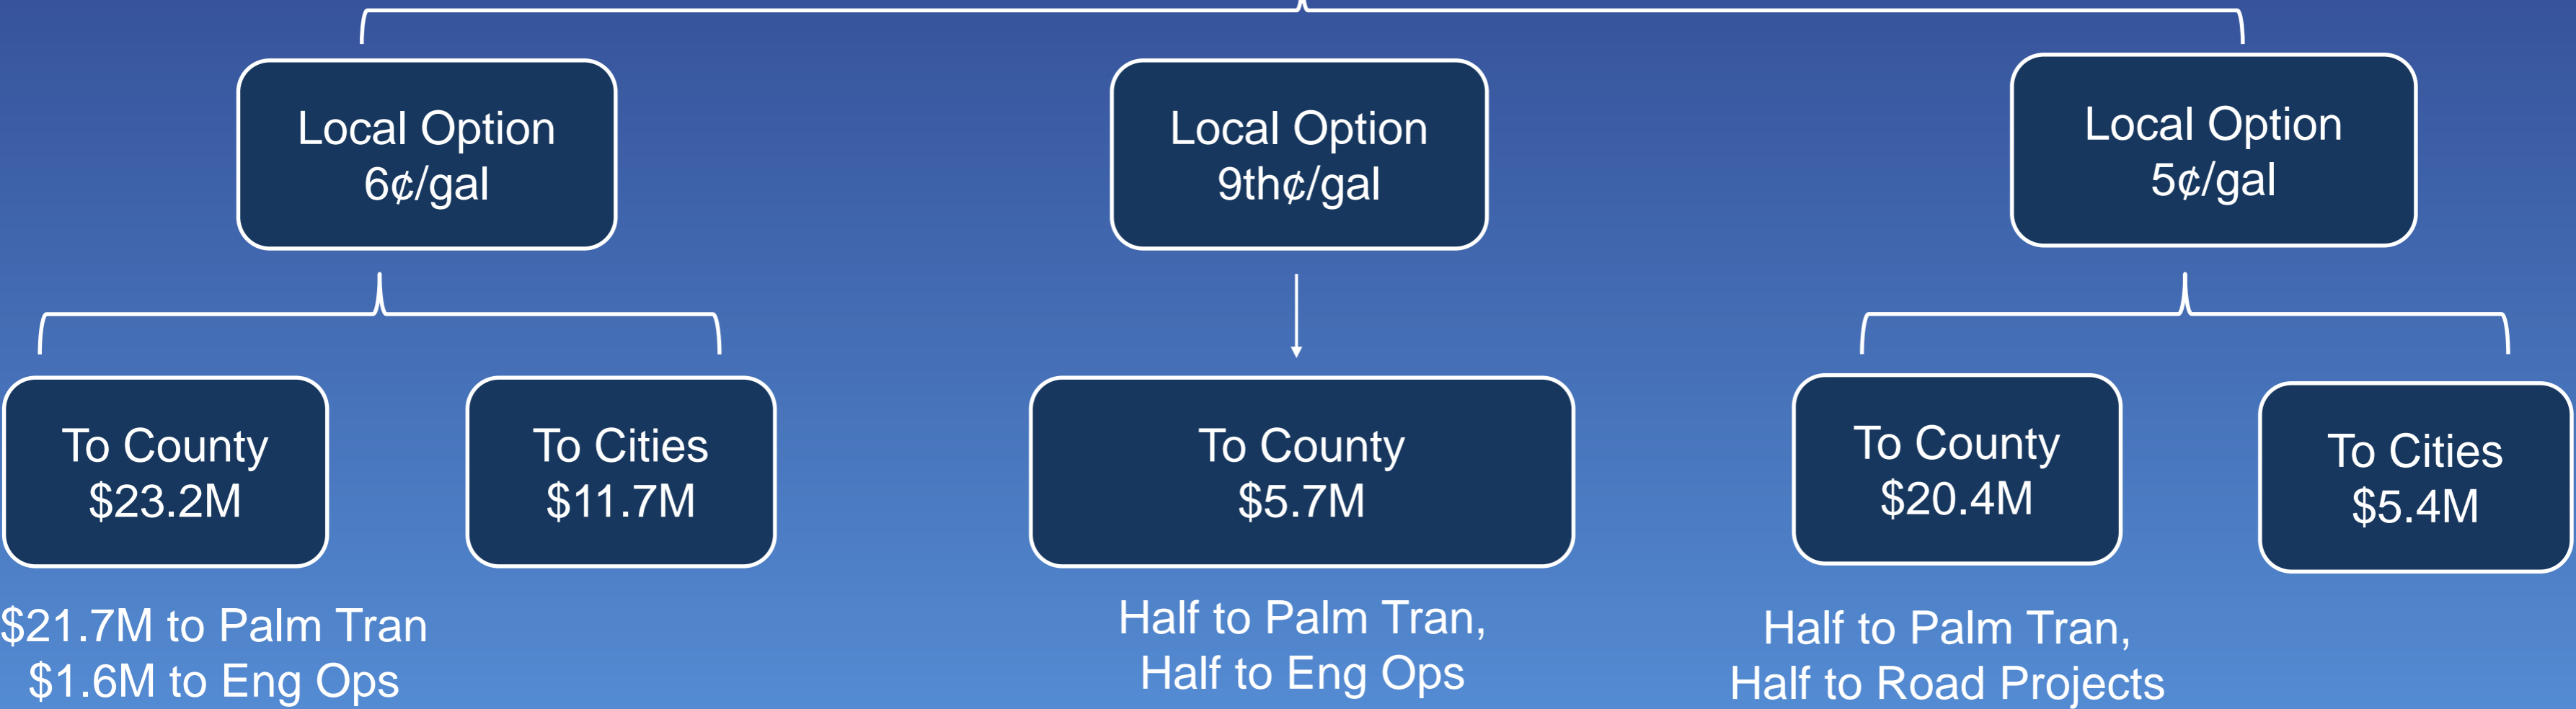 Local Option
6¢/gal
Local Option
9th¢/gal
Local Option
5¢/gal
To County
$23.2M
To Cities
$11.7M
To County
$5.7M
To County
$20.4M
To Cities
$5.4M
$21.7M to Palm Tran
$1.6M to Eng Ops
Half to Palm Tran,
Half to Eng Ops
Half to Palm Tran,
Half to Road Projects